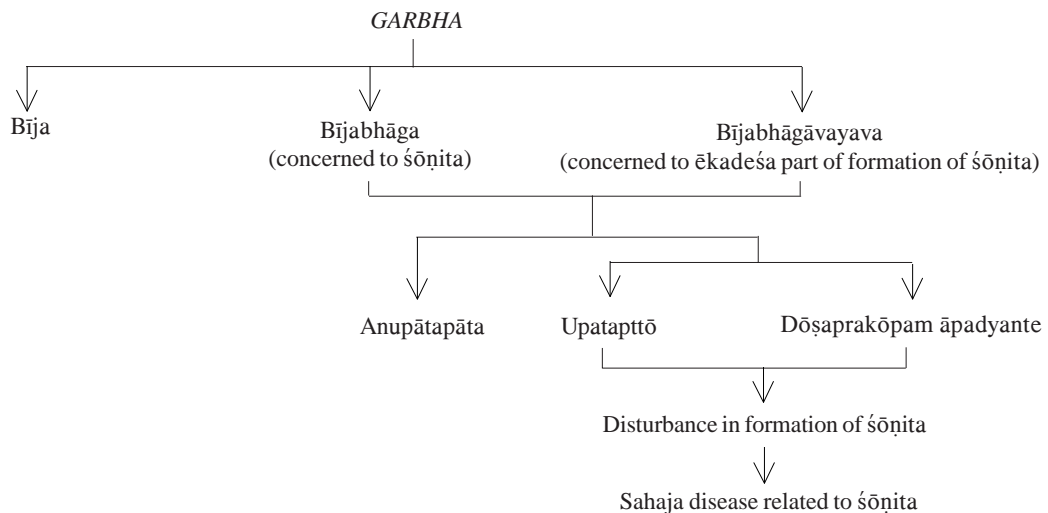 GARBHA
Bīja
Bījabhāga
(concerned to śōṇita)
Bījabhāgāvayava
(concerned to ēkadeśa part of formation of śōṇita)
Anupātapāta
Upatapttō
Dōṣaprakōpam āpadyante
Disturbance in formation of śōṇita
Sahaja disease related to śōṇita